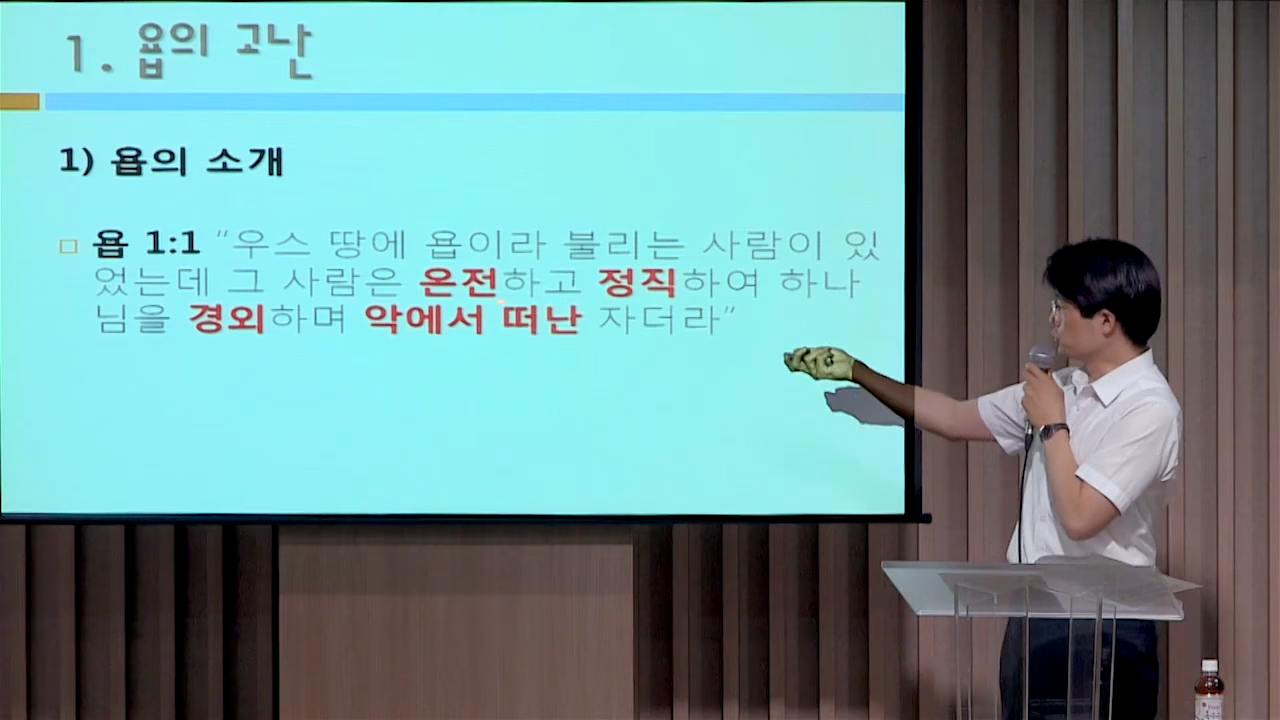 1. 욥의 고난
1) 욥의 소개
욥 1:1 “우스 땅에 욥이라 불리는 사람이 있
었는데 그 사람은 온전하고 정직하여 하나
님을 경외하며 악에서 떠난 자더라”